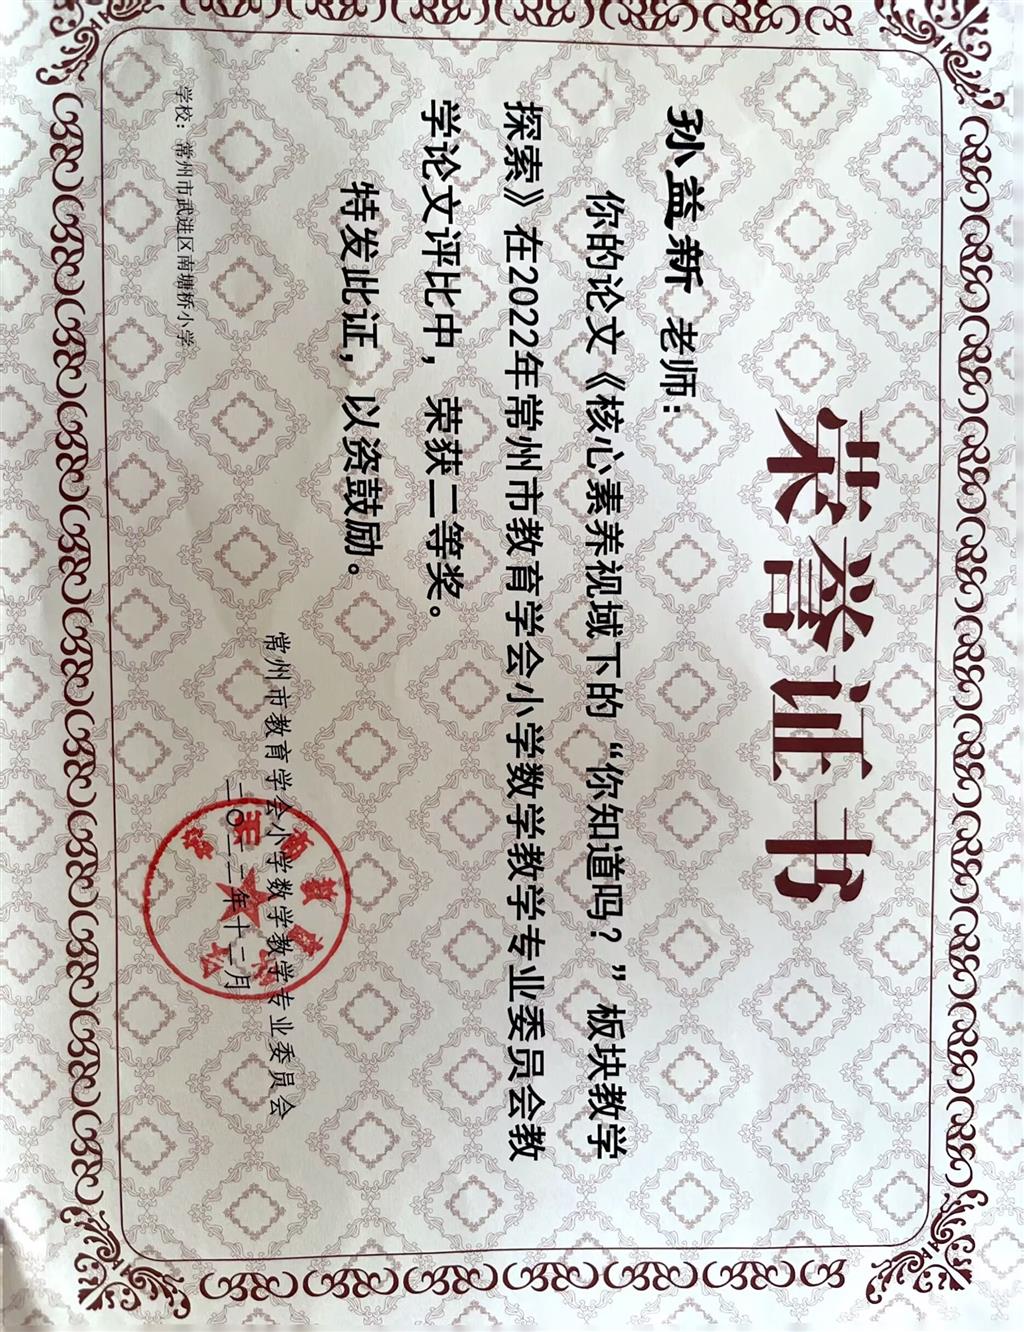 荣誉证书
孙益新 老师：
你的论文《核心素养视域下的“你知道吗？”板块教学
探索》在2022年常州市教育学会小学数学教学专业委员会教
学论文评比中，荣获二等奖。
特发此证，以资鼓励。
常州市教育学会小学数学教学专业委员会
二〇二二年十二月
学校：常州市武进区南塘桥小学